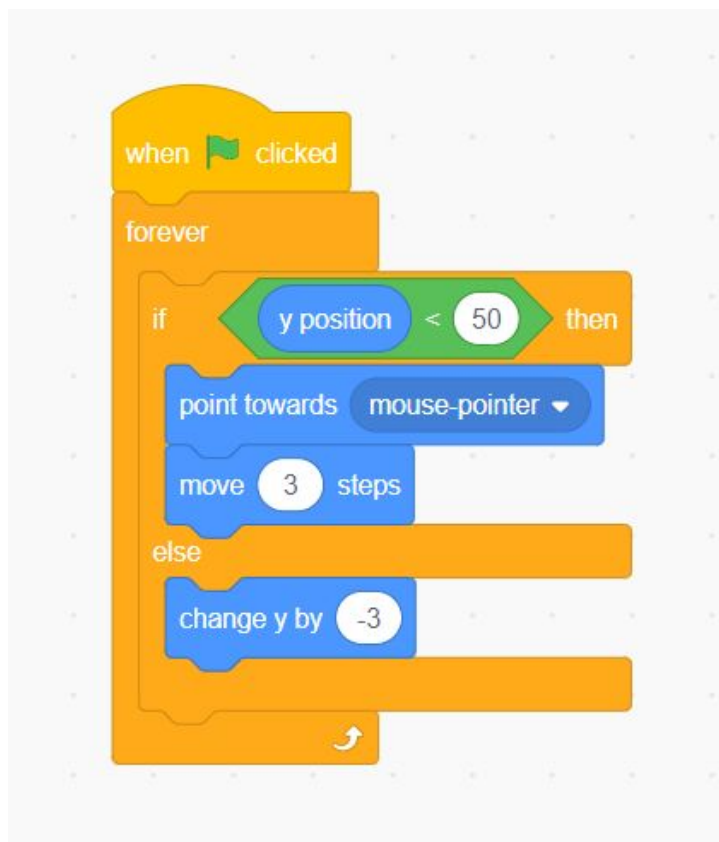 when clicked
forever
if y position < 50 then
point towards mouse-pointer
move 3 steps
else
change y by -3